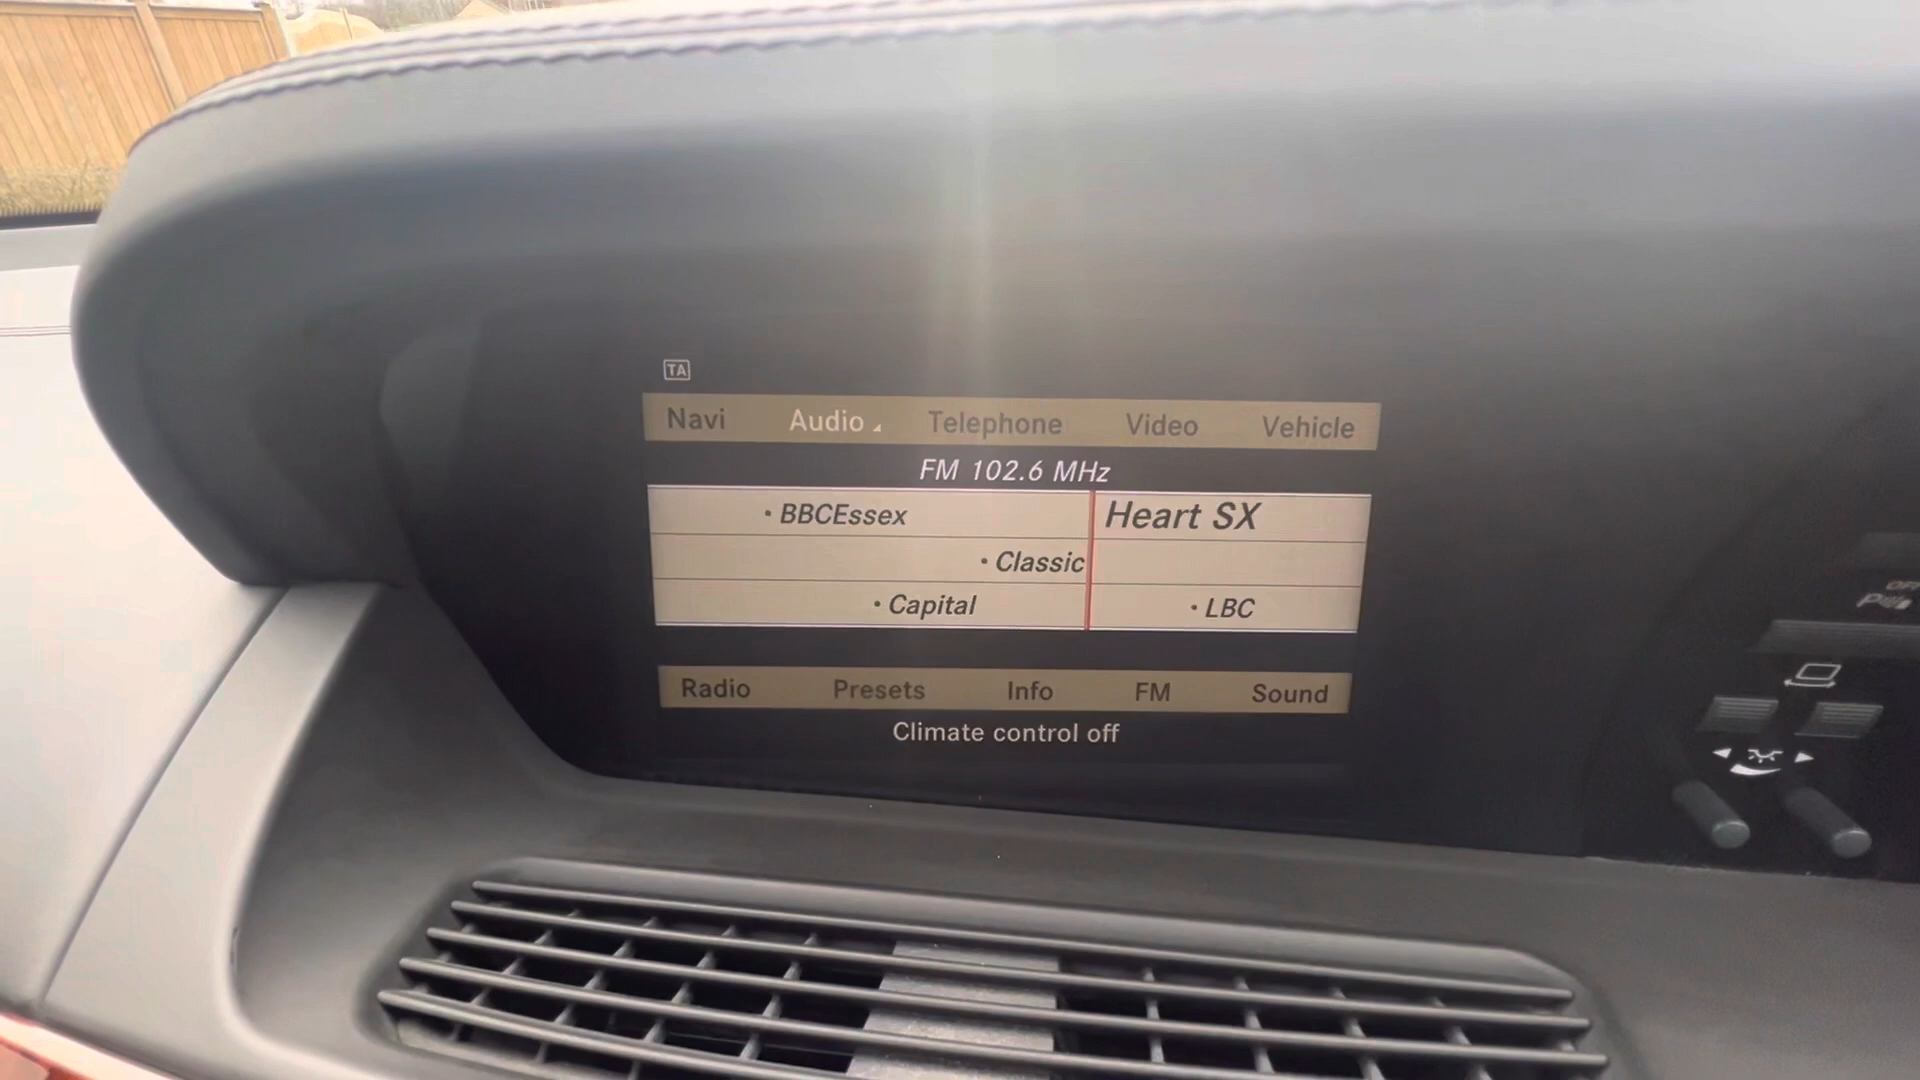 TA
Navi Audio Telephone Video Vehicle
FM 102.6 MHz
• BBCEssex Heart SX
• Classic
• Capital • LBC
Radio Presets Info FM Sound
Climate control off
OFF
P